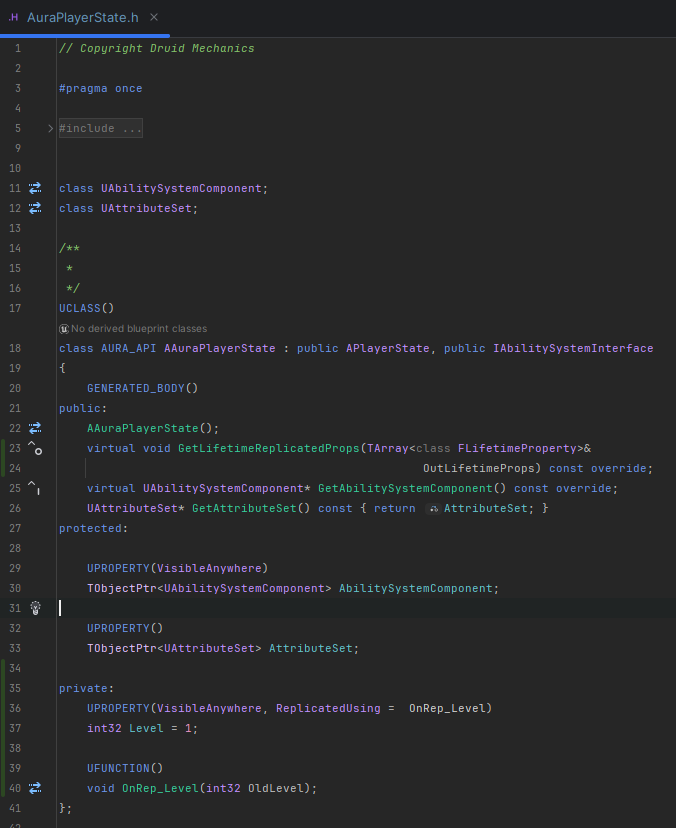 .H AuraPlayerState.h ×
1 // Copyright Druid Mechanics
2
3 #pragma once
4
5 #include ...
9
10
11 class UAbilitySystemComponent;
12 class UAttributeSet;
13
14 /**
15  *
16  */
17 UCLASS()
No derived blueprint classes
18 class AURA_API AAuraPlayerState : public APlayerState, public IAbilitySystemInterface
19 {
20     GENERATED_BODY()
21 public:
22     AAuraPlayerState();
23     virtual void GetLifetimeReplicatedProps(TArray<class FLifetimeProperty>&
24                                                     OutLifetimeProps) const override;
25     virtual UAbilitySystemComponent* GetAbilitySystemComponent() const override;
26     UAttributeSet* GetAttributeSet() const { return AttributeSet; }
27 protected:
28
29     UPROPERTY(VisibleAnywhere)
30     TObjectPtr<UAbilitySystemComponent> AbilitySystemComponent;
31
32     UPROPERTY()
33     TObjectPtr<UAttributeSet> AttributeSet;
34
35 private:
36     UPROPERTY(VisibleAnywhere, ReplicatedUsing =  OnRep_Level)
37     int32 Level = 1;
38
39     UFUNCTION()
40     void OnRep_Level(int32 OldLevel);
41 };
42